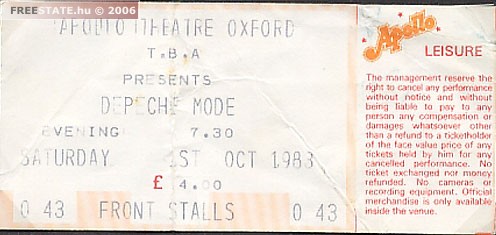 FREESTATE.hu © 2006
APOLLO THEATRE OXFORD
T.B.A
PRESENTS
DEPECHE MODE
EVENING 7.30
SATURDAY 1ST OCT 1983
£ 4.00
0 43 FRONT STALLS 0 43
Apollo
LEISURE
The management reserve the
right to cancel any performance
without notice and without
being liable to pay to any
person any compensation or
damages whatsoever other
than a refund to a ticketholder
of the face value price of any
tickets held by him for any
cancelled performance. No
ticket exchanged nor money
refunded. No cameras or
recording equipment. Official
merchandise is only available
inside the venue.